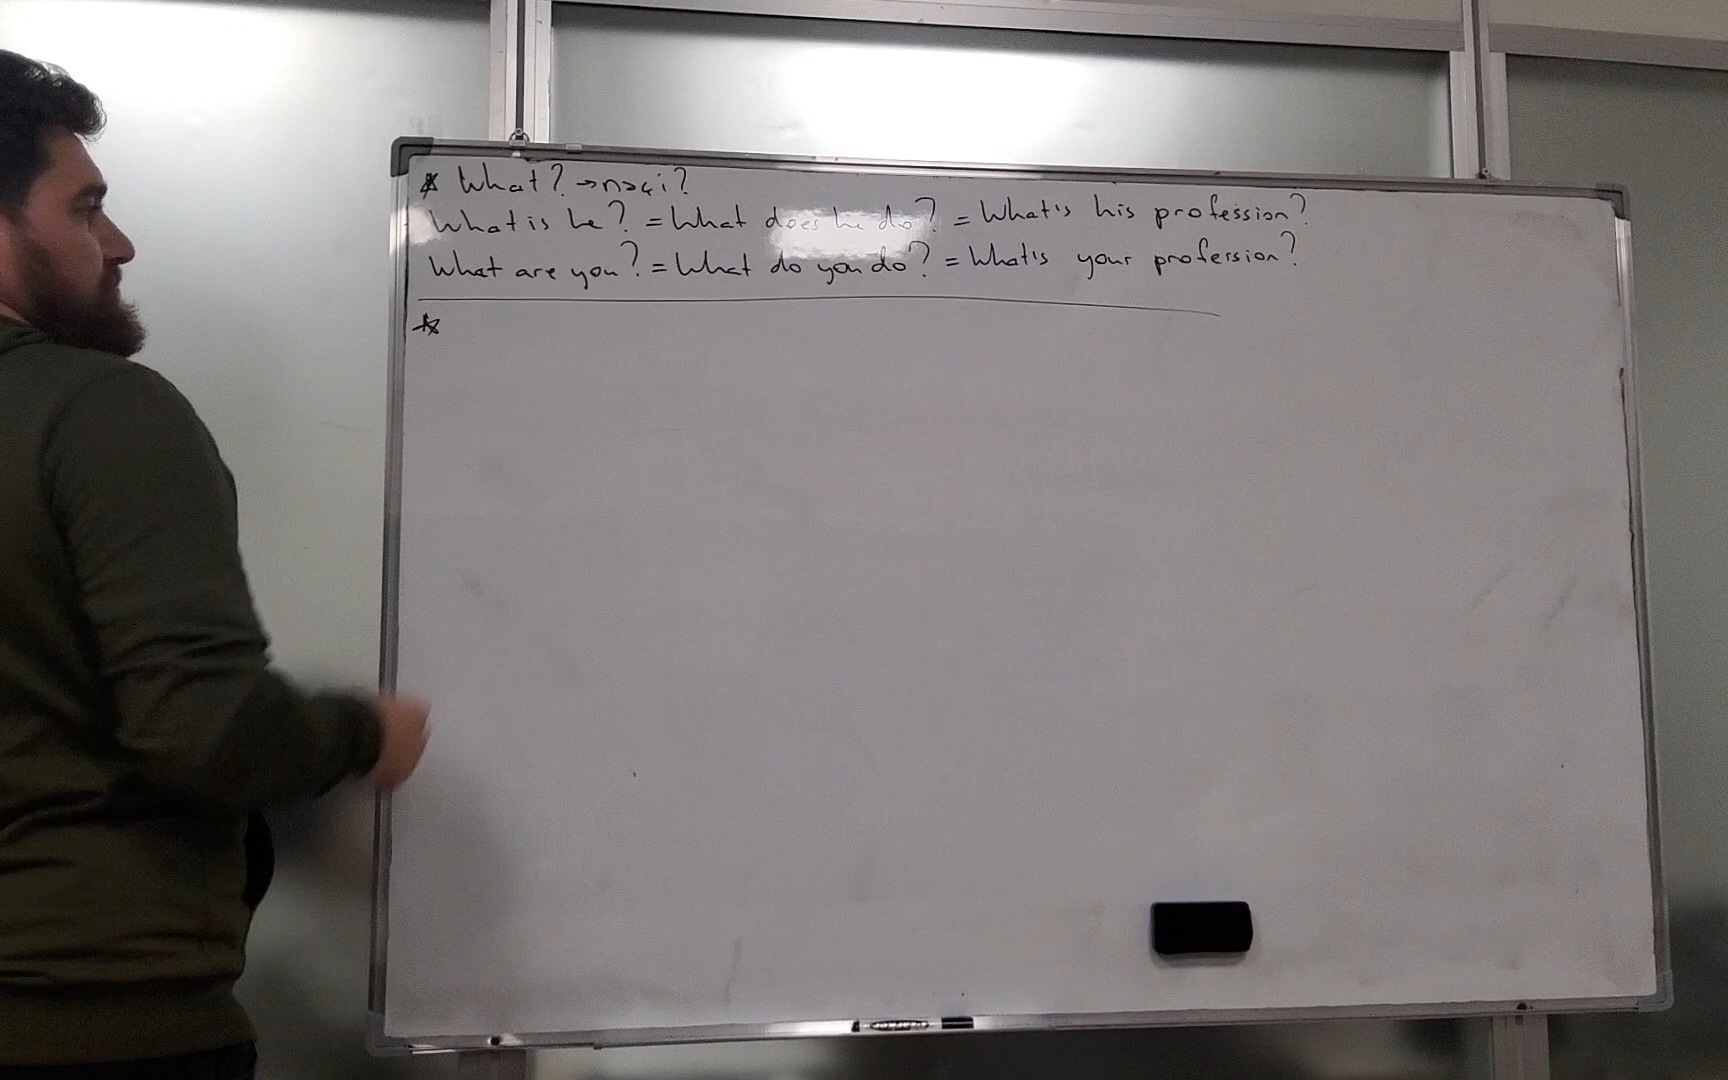 * What? → nəçi?
What is he? = What does he do? = What's his profession?
What are you? = What do you do? = What's your profession?
*